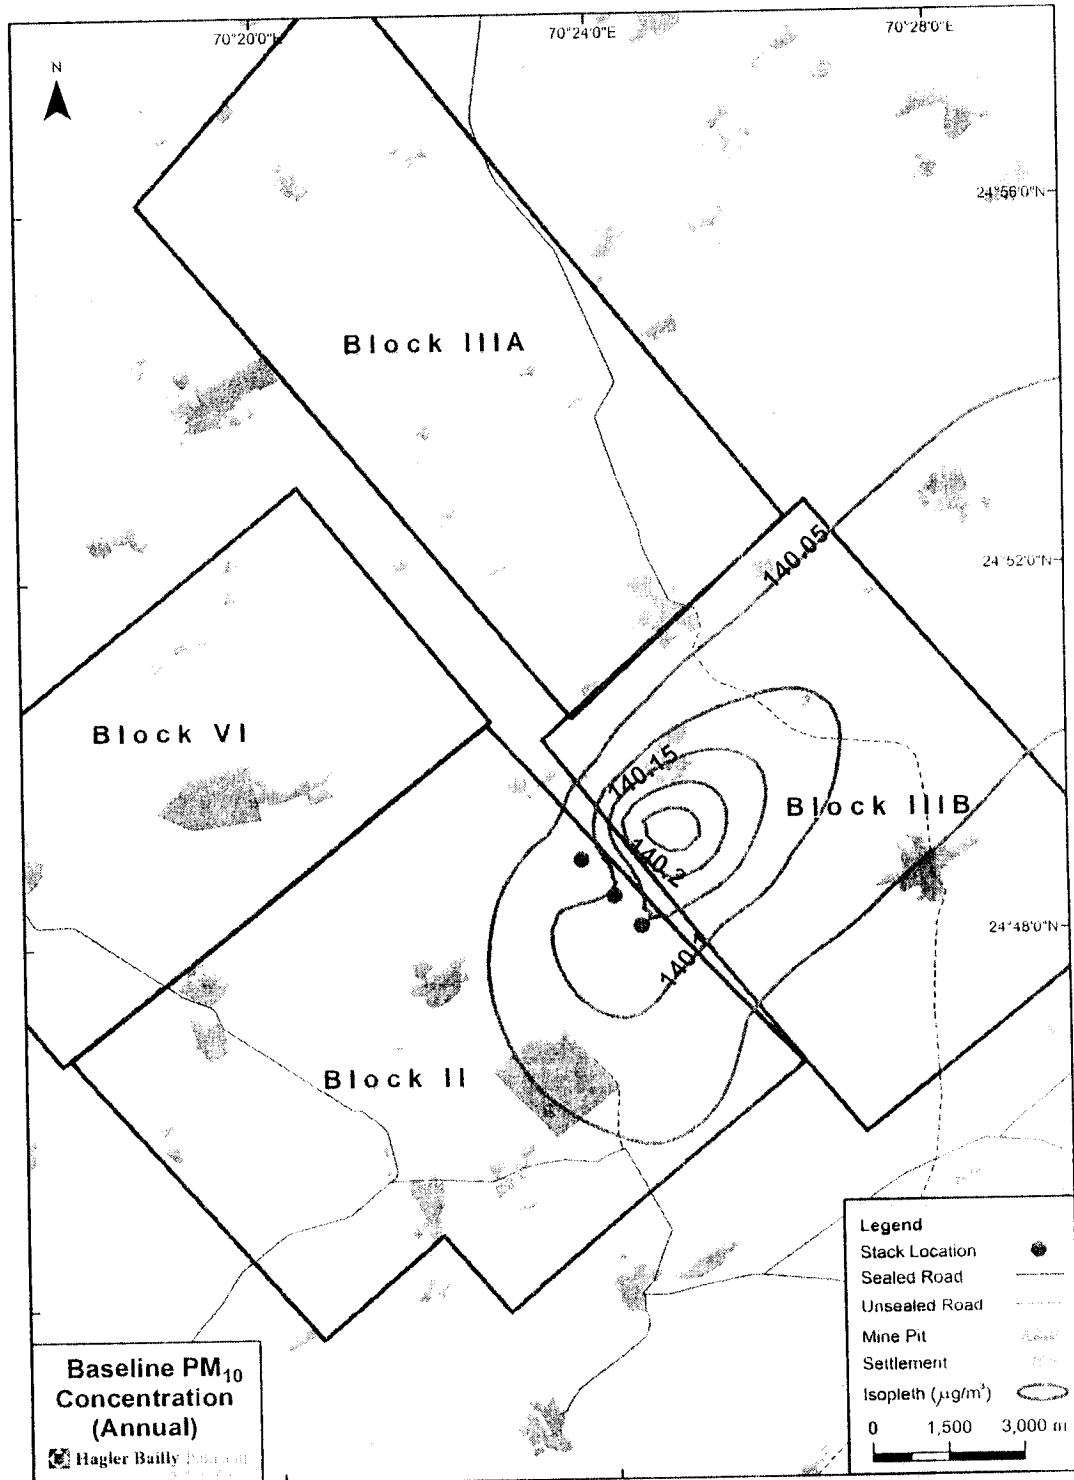 70°20'0"E
70°24'0"E
70°28'0"E
N
24°56'0"N
Block IIIA
140.05
24°52'0"N
Block VI
140.15
Block IIIB
140.2
24°48'0"N
140.1
Block II
Legend
Stack Location
Sealed Road
Unsealed Road
Mine Pit
Settlement
Isopleth (µg/m³)
0 1,500 3,000 m
Baseline PM₁₀
Concentration
(Annual)
Hagler Bailly